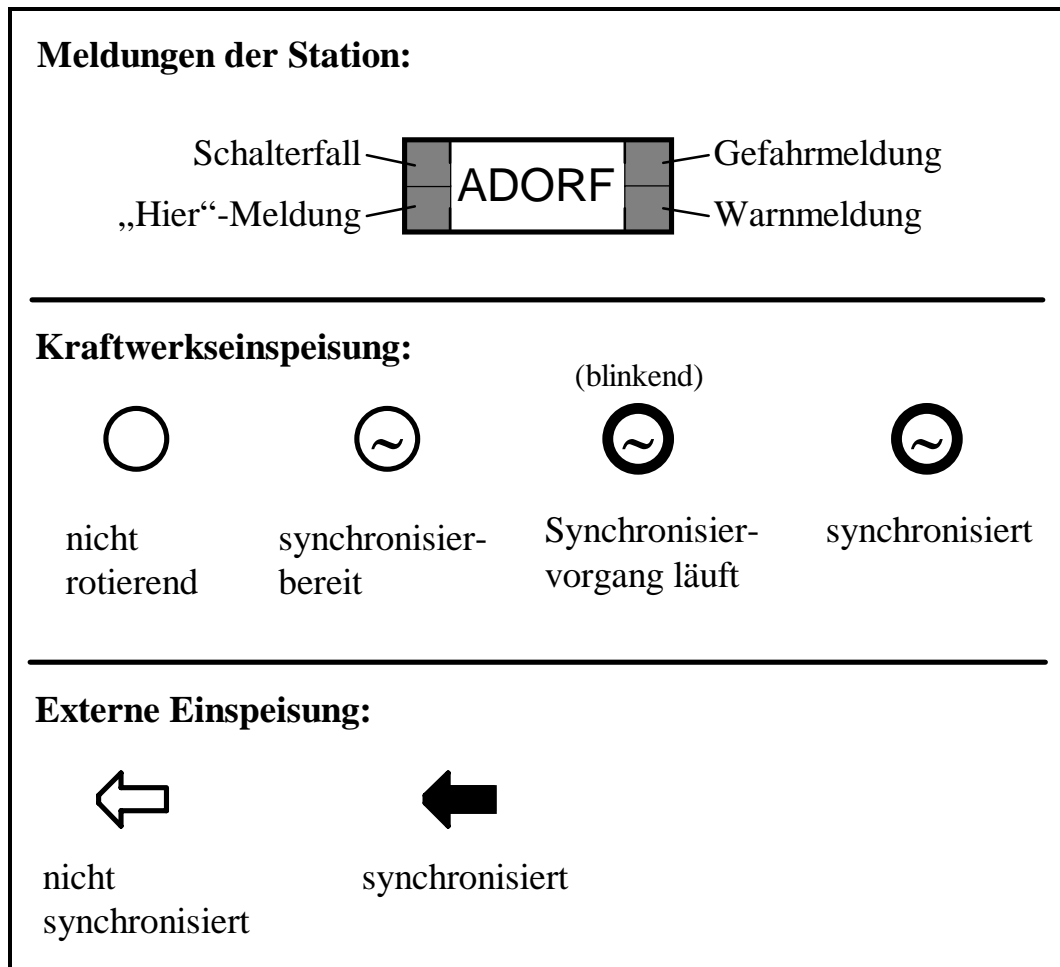 Meldungen der Station:
Schalterfall
ADORF
Gefahrmeldung
„Hier“-Meldung
Warnmeldung
Kraftwerkseinspeisung:
(blinkend)
~
~
~
nicht
rotierend
synchronisier-
bereit
Synchronisier-
vorgang läuft
synchronisiert
Externe Einspeisung:
nicht
synchronisiert
synchronisiert